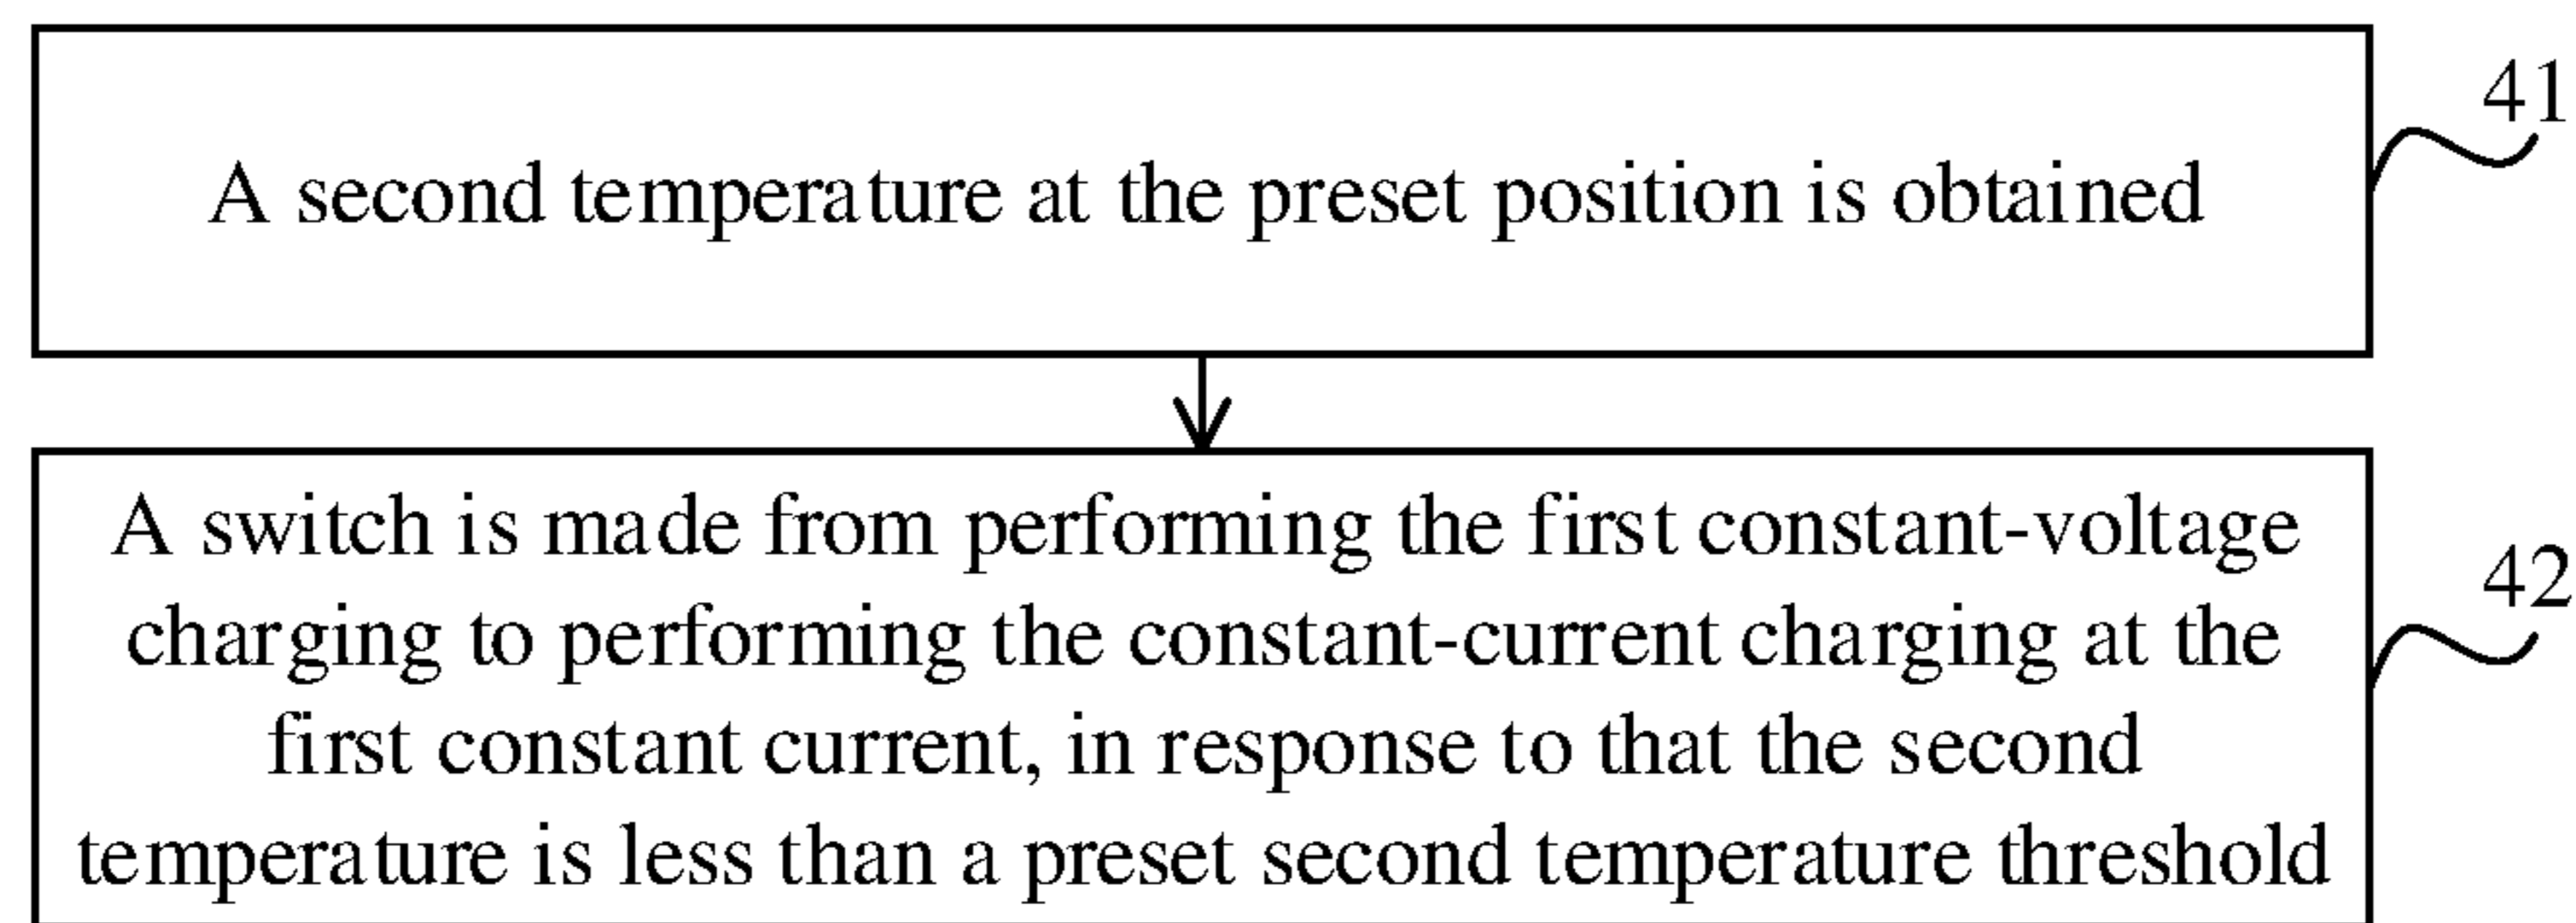 41
A second temperature at the preset position is obtained
A switch is made from performing the first constant-voltage
42
charging to performing the constant-current charging at the
first constant current, in response to that the second
temperature is less than a preset second temperature threshold